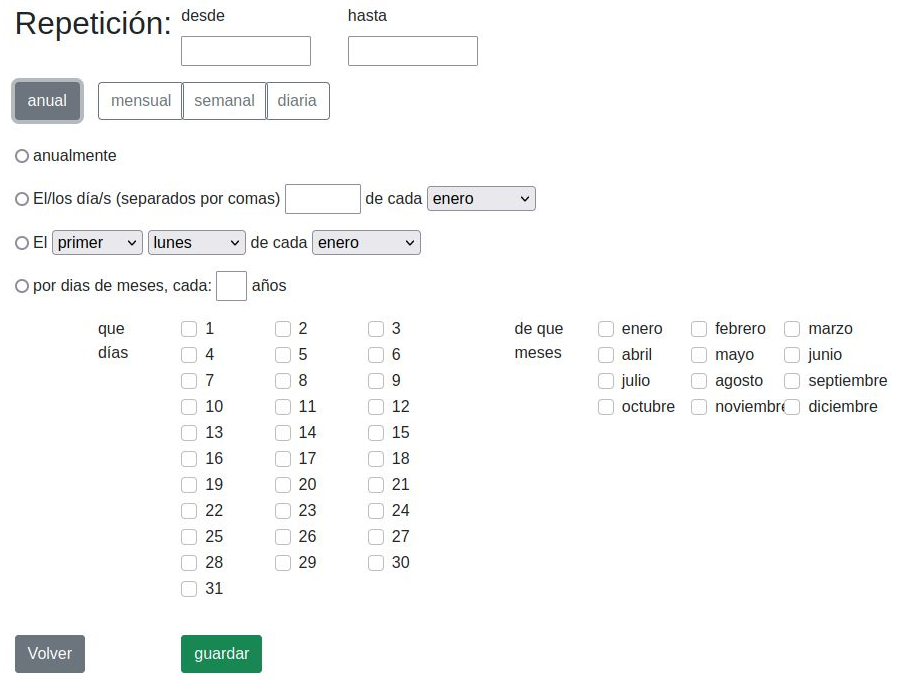 Repetición: desde hasta
anual mensual semanal diaria
anualmente
El/los día/s (separados por comas) de cada enero
El primer lunes de cada enero
por dias de meses, cada: años
que días
1 2 3
4 5 6
7 8 9
10 11 12
13 14 15
16 17 18
19 20 21
22 23 24
25 26 27
28 29 30
31
de que meses
enero febrero marzo
abril mayo junio
julio agosto septiembre
octubre noviembre diciembre
Volver guardar